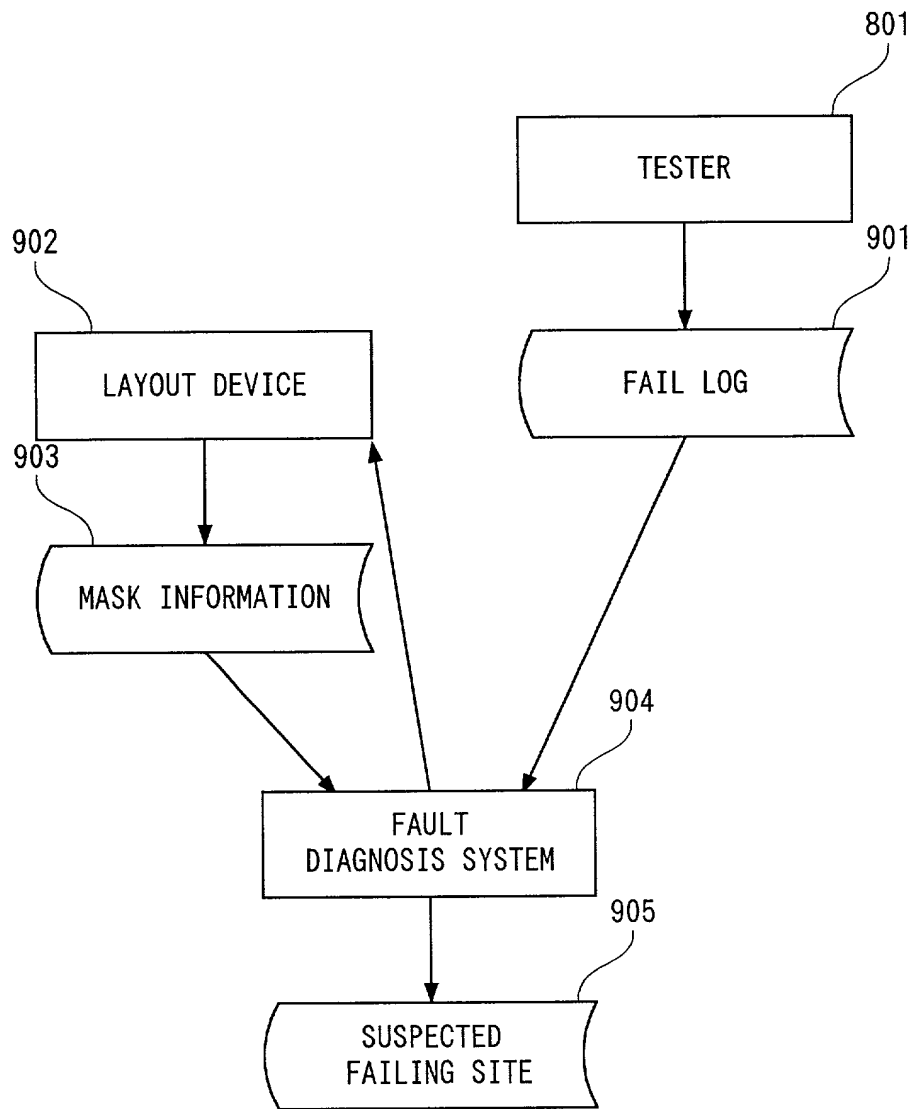 801
TESTER
901
902
LAYOUT DEVICE
FAIL LOG
903
MASK INFORMATION
904
FAULT
DIAGNOSIS SYSTEM
905
SUSPECTED
FAILING SITE